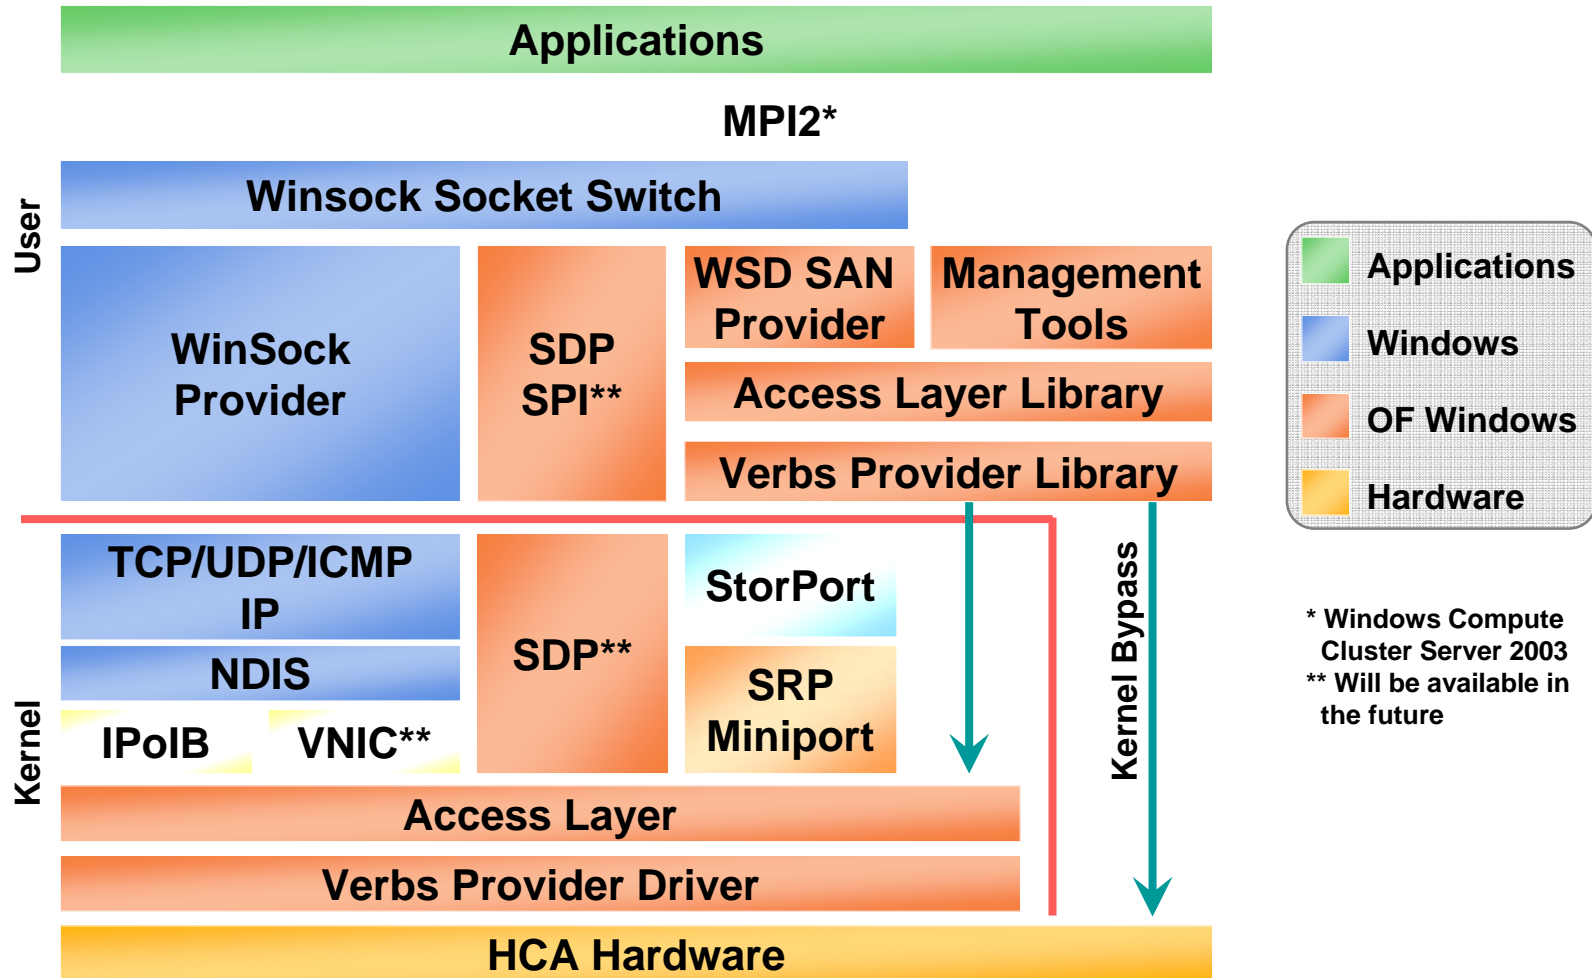 Applications
MPI2*
User
Winsock Socket Switch
WinSock
Provider
SDP
SPI**
WSD SAN
Provider
Management
Tools
Access Layer Library
Verbs Provider Library
Kernel
TCP/UDP/ICMP
IP
NDIS
IPoIB
VNIC**
SDP**
StorPort
SRP
Miniport
Kernel Bypass
Access Layer
Verbs Provider Driver
HCA Hardware
Applications
Windows
OF Windows
Hardware
* Windows Compute
Cluster Server 2003
** Will be available in
the future